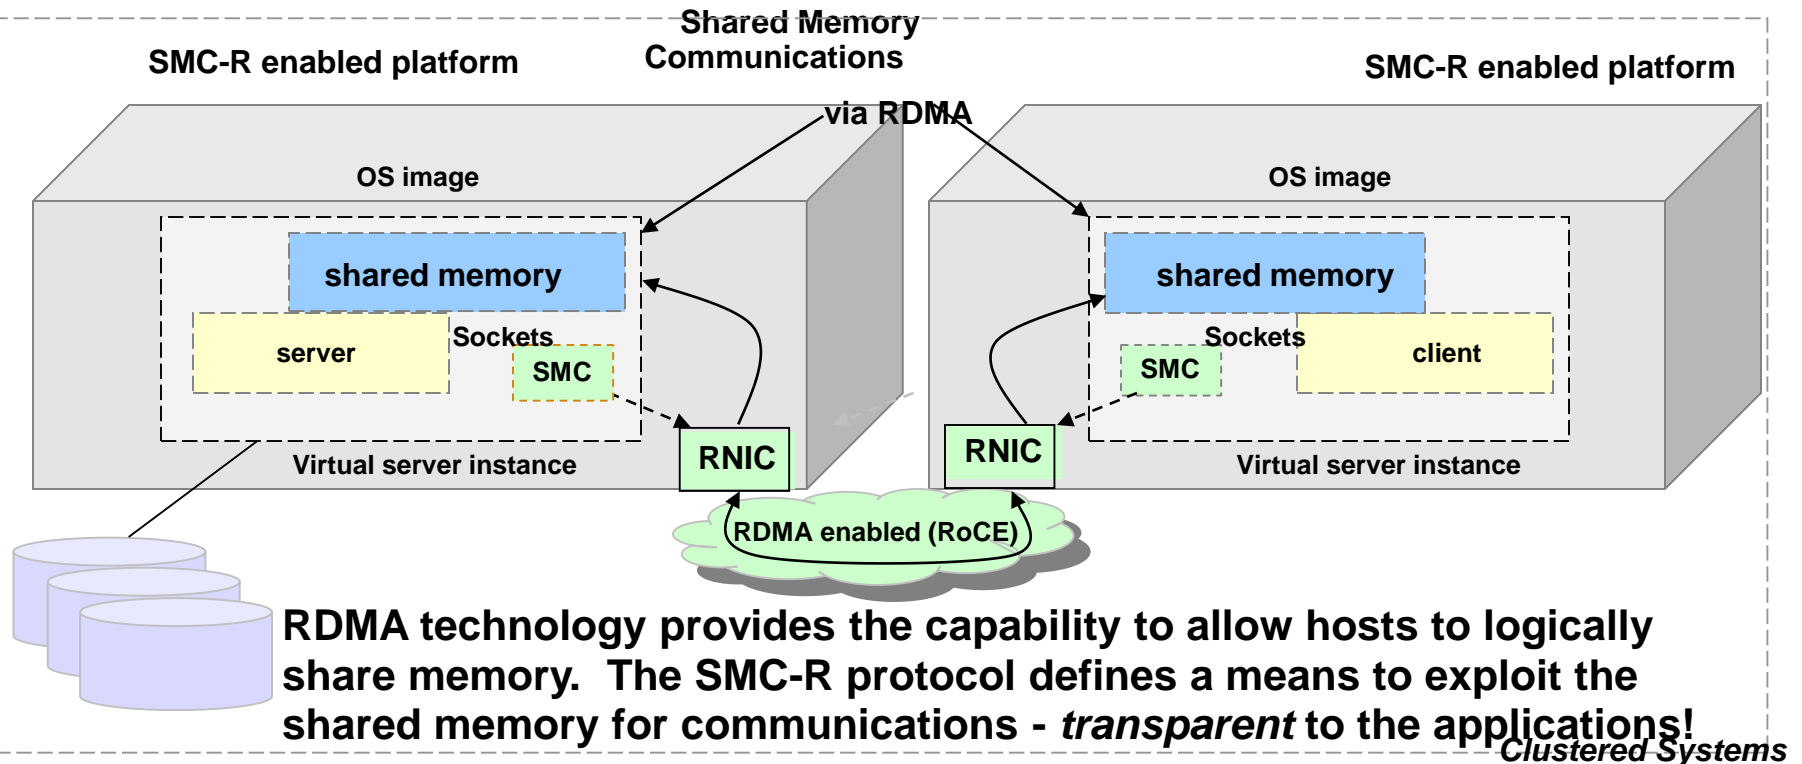 Shared Memory
Communications
via RDMA
SMC-R enabled platform
SMC-R enabled platform
OS image
OS image
shared memory
shared memory
Sockets
Sockets
server
SMC
SMC
client
RNIC
RNIC
Virtual server instance
Virtual server instance
RDMA enabled (RoCE)
RDMA technology provides the capability to allow hosts to logically
share memory.  The SMC-R protocol defines a means to exploit the
shared memory for communications - transparent to the applications!
Clustered Systems